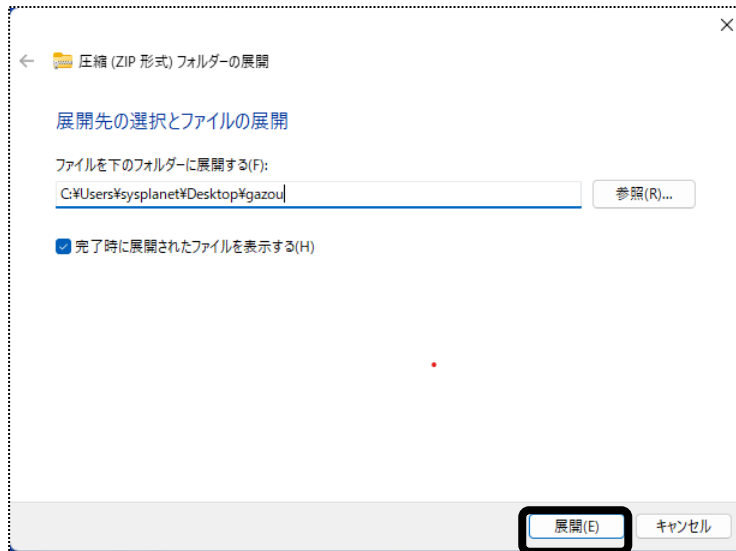 圧縮 (ZIP 形式) フォルダーの展開
展開先の選択とファイルの展開
ファイルを下のフォルダーに展開する(F):
C:¥Users¥sysplanet¥Desktop¥gazou
参照(R)...
完了時に展開されたファイルを表示する(H)
展開(E)
キャンセル